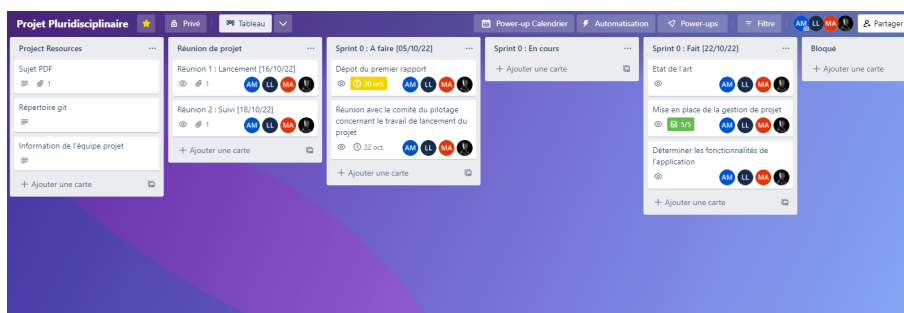 Projet Pluridisciplinaire Privé Tableau Power-up Calendrier Automatisation Power-ups Filtre AM LL MA Partager
Project Resources
Sujet PDF
1
Répertoire git
Information de l'équipe projet
+ Ajouter une carte
Réunion de projet
Réunion 1 : Lancement [16/10/22]
1 AM LL MA
Réunion 2 : Suivi [18/10/22]
1 AM LL MA
+ Ajouter une carte
Sprint 0 : A faire [05/10/22]
Dépot du premier rapport
20 oct. AM LL MA
Réunion avec le comité du pilotage
concernant le travail de lancement du
projet
22 oct. AM LL MA
+ Ajouter une carte
Sprint 0 : En cours
+ Ajouter une carte
Sprint 0 : Fait [22/10/22]
Etat de l'art
AM LL MA
Mise en place de la gestion de projet
5/5 AM LL MA
Déterminer les fonctionnalités de
l'application
AM LL MA
+ Ajouter une carte
Bloqué
+ Ajouter une carte